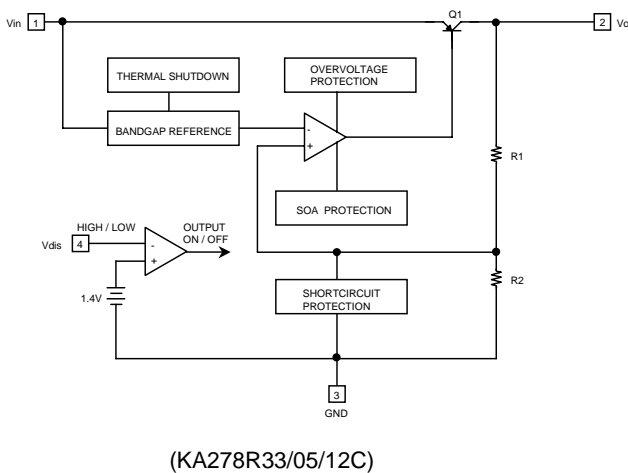 Q1
Vin 1
2 Vo
THERMAL SHUTDOWN
OVERVOLTAGE
PROTECTION
BANDGAP REFERENCE
-
+
R1
SOA PROTECTION
HIGH / LOW
OUTPUT
ON / OFF
Vdis 4
-
+
R2
SHORTCIRCUIT
PROTECTION
1.4V
3
GND
(KA278R33/05/12C)